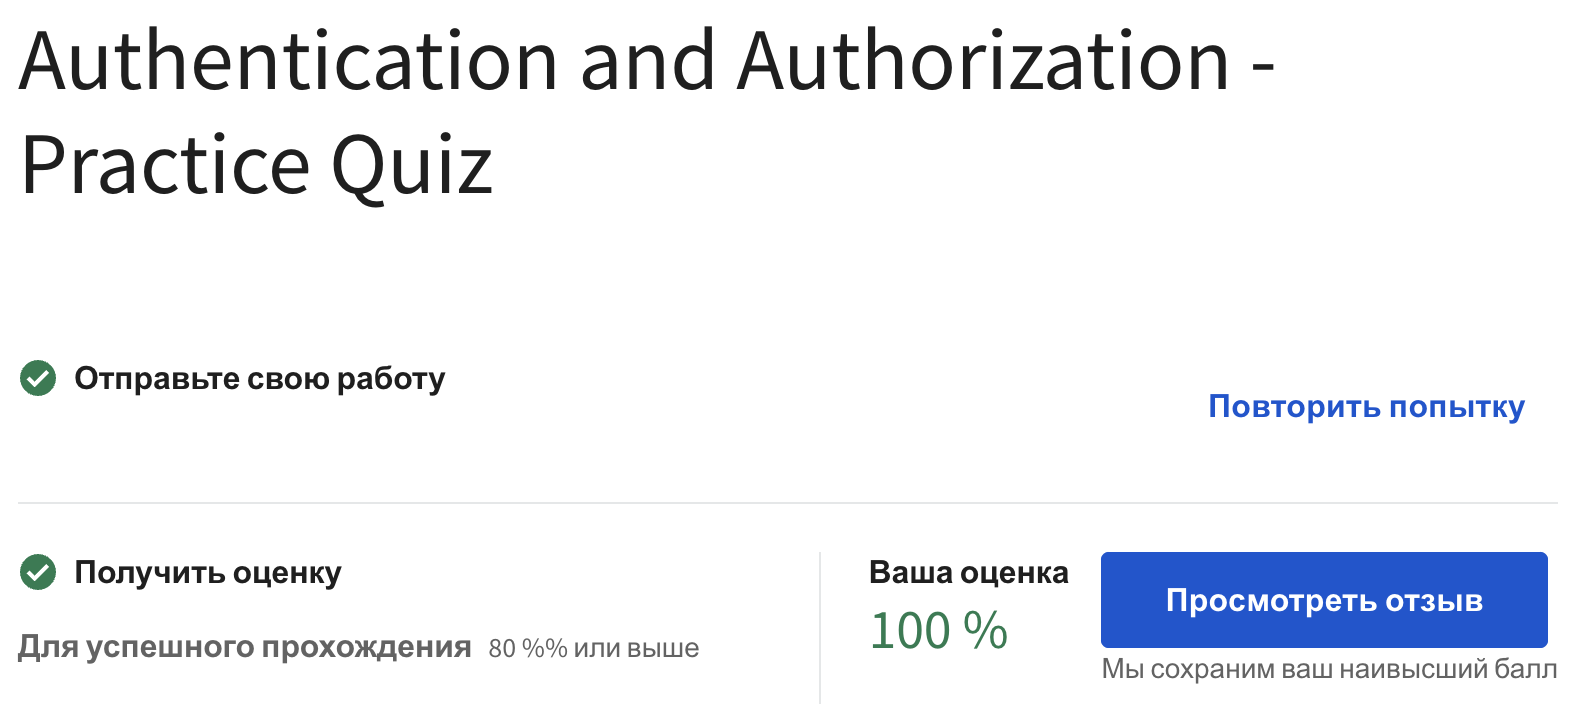 Authentication and Authorization -
Practice Quiz
Отправьте свою работу
Повторить попытку
Получить оценку
Для успешного прохождения 80 %% или выше
Ваша оценка
100 %
Просмотреть отзыв
Мы сохраним ваш наивысший балл